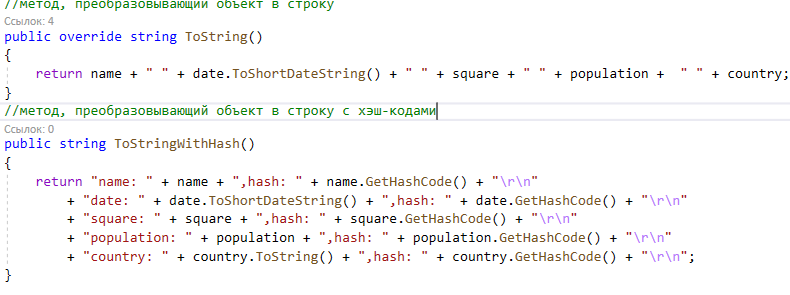 //метод, преобразовывающий объект в строку
Ссылок: 4
public override string ToString()
{
return name + " " + date.ToShortDateString() + " " + square + " " + population +  " " + country;
}
//метод, преобразовывающий объект в строку с хэш-кодами
Ссылок: 0
public string ToStringWithHash()
{
return "name: " + name + ",hash: " + name.GetHashCode() + "\r\n"
+ "date: " + date.ToShortDateString() + ",hash: " + date.GetHashCode() + "\r\n"
+ "square: " + square + ",hash: " + square.GetHashCode() + "\r\n"
+ "population: " + population + ",hash: " + population.GetHashCode() + "\r\n"
+ "country: " + country.ToString() + ",hash: " + country.GetHashCode() + "\r\n";
}